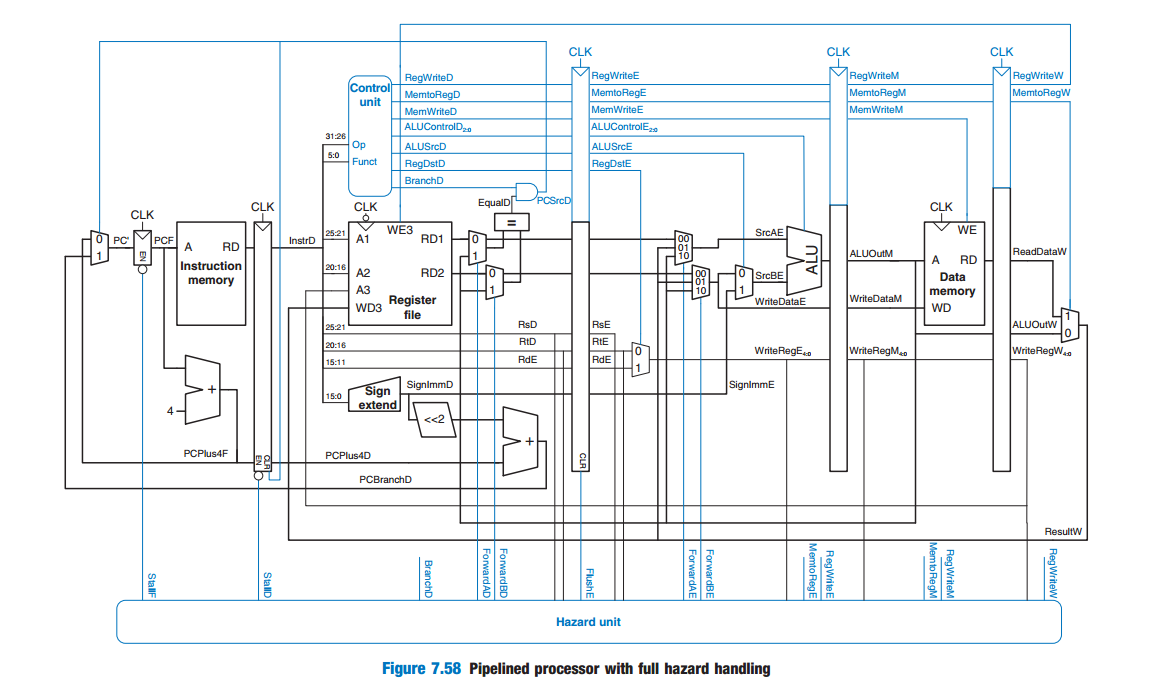 CLK CLK CLK
RegWriteD RegWriteE RegWriteM RegWriteW
Control unit
MemtoRegD MemtoRegE MemtoRegM MemtoRegW
MemWriteD MemWriteE MemWriteM
ALUControlD2:0 ALUControlE2:0
31:26 Op
ALUSrcD ALUSrcE
5:0 Funct
RegDstD RegDstE
BranchD
EqualD PCSrcD
CLK CLK CLK CLK
=
WE3 WE
0 1 PC' EN PCF A RD InstrD 25:21 A1 RD1 0 1 00 01 10 SrcAE ALU ALUOutM A RD ReadDataW
Instruction memory
20:16 A2 RD2 0 1 00 01 10 0 1 SrcBE Data memory
A3
WD3 Register file WriteDataE WriteDataM WD 1 0
25:21 RsD RsE ALUOutW
20:16 RtD RtE 0 1 WriteRegE4:0 WriteRegM4:0 WriteRegW4:0
15:11 RdE RdE
15:0 Sign extend SignImmD SignImmE
+ 4
<<2
+
PCPlus4F EN CLR PCPlus4D CLR
PCBranchD
ResultW
StallF StallD BranchD ForwardAD ForwardBD FlushE ForwardAE ForwardBE MemtoRegE RegWriteE MemtoRegM RegWriteM RegWriteW
Hazard unit
Figure 7.58 Pipelined processor with full hazard handling